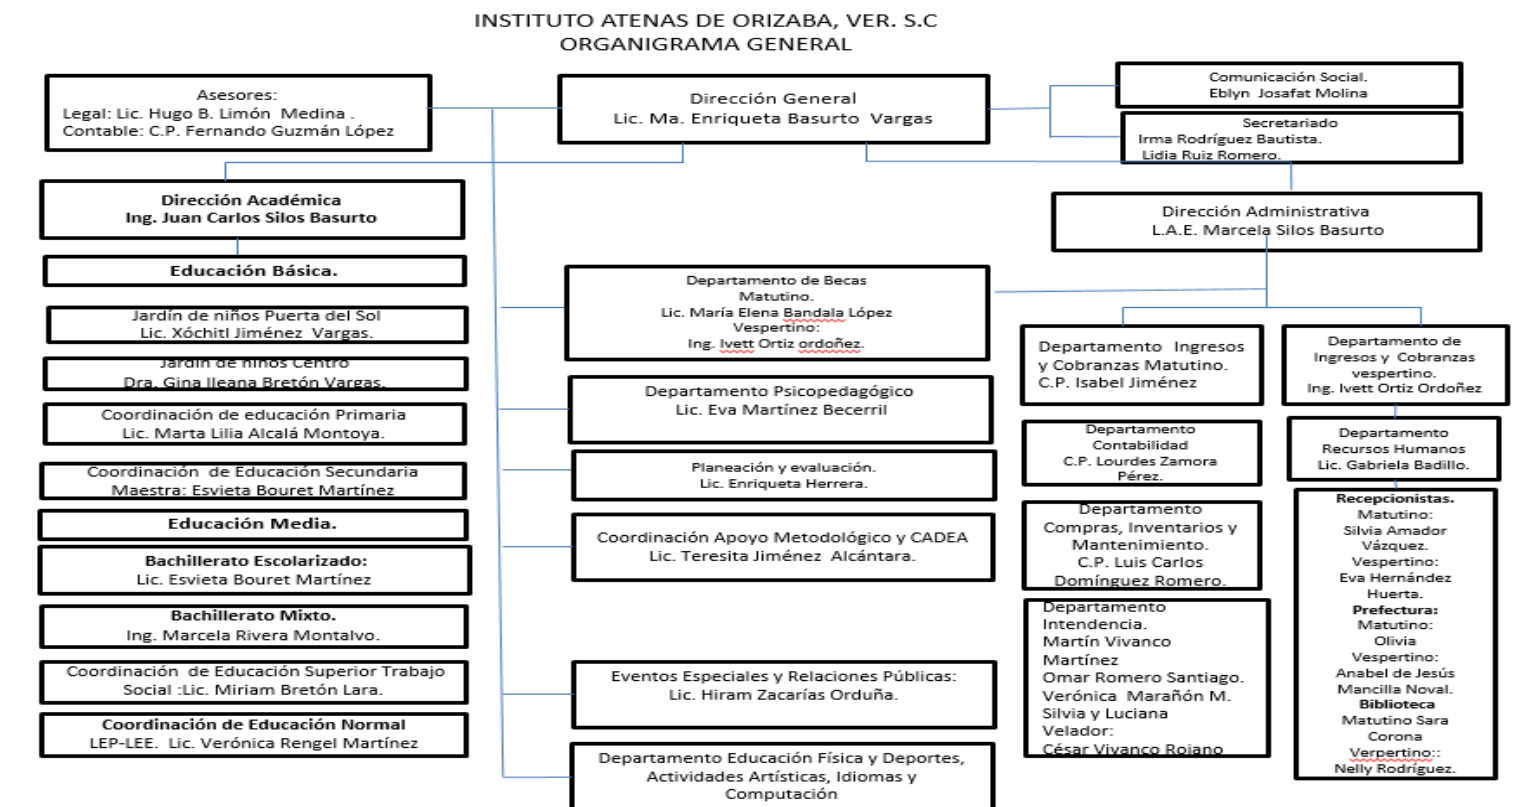 INSTITUTO ATENAS DE ORIZABA, VER. S.C
ORGANIGRAMA GENERAL
Asesores:
Legal: Lic. Hugo B. Limón  Medina .
Contable: C.P. Fernando Guzmán López
Dirección General
Lic. Ma. Enriqueta Basurto  Vargas
Comunicación Social.
Eblyn  Josafat Molina
Secretariado
Irma Rodríguez Bautista.
Lidia Ruiz Romero.
Dirección Académica
Ing. Juan Carlos Silos Basurto
Dirección Administrativa
L.A.E. Marcela Silos Basurto
Educación Básica.
Jardín de niños Puerta del Sol
Lic. Xóchitl Jiménez  Vargas.
Jardín de niños Centro
Dra. Gina Ileana Bretón Vargas.
Coordinación de educación Primaria
Lic. Marta Lilia Alcalá Montoya.
Coordinación  de Educación Secundaria
Maestra: Esvieta Bouret Martínez
Educación Media.
Bachillerato Escolarizado:
Lic. Esvieta Bouret Martínez
Bachillerato Mixto.
Ing. Marcela Rivera Montalvo.
Coordinación  de Educación Superior Trabajo
Social :Lic. Miriam Bretón Lara.
Coordinación de Educación Normal
LEP-LEE.  Lic. Verónica Rengel Martínez
Departamento de Becas
Matutino.
Lic. María Elena Bandala López
Vespertino:
Ing. Ivett Ortiz ordoñez.
Departamento Psicopedagógico
Lic. Eva Martínez Becerril
Planeación y evaluación.
Lic. Enriqueta Herrera.
Coordinación Apoyo Metodológico y CADEA
Lic. Teresita Jiménez  Alcántara.
Eventos Especiales y Relaciones Públicas:
Lic. Hiram Zacarías Orduña.
Departamento Educación Física y Deportes,
Actividades Artísticas, Idiomas y
Computación
Departamento  Ingresos
y Cobranzas Matutino.
C.P. Isabel Jiménez
Departamento
Contabilidad
C.P. Lourdes Zamora
Pérez.
Departamento
Compras, Inventarios y
Mantenimiento.
C.P. Luis Carlos
Domínguez Romero.
Departamento
Intendencia.
Martín Vivanco
Martínez
Omar Romero Santiago.
Verónica  Marañón M.
Silvia y Luciana
Velador:
César Vivanco Rojano
Departamento de
Ingresos y  Cobranzas
vespertino.
Ing. Ivett Ortiz Ordoñez
Departamento
Recursos Humanos
Lic. Gabriela Badillo.
Recepcionistas.
Matutino:
Silvia Amador
Vázquez.
Vespertino:
Eva Hernández
Huerta.
Prefectura:
Matutino:
Olivia
Vespertino:
Anabel de Jesús
Mancilla Noval.
Biblioteca
Matutino Sara
Corona
Verpertino::
Nelly Rodríguez.